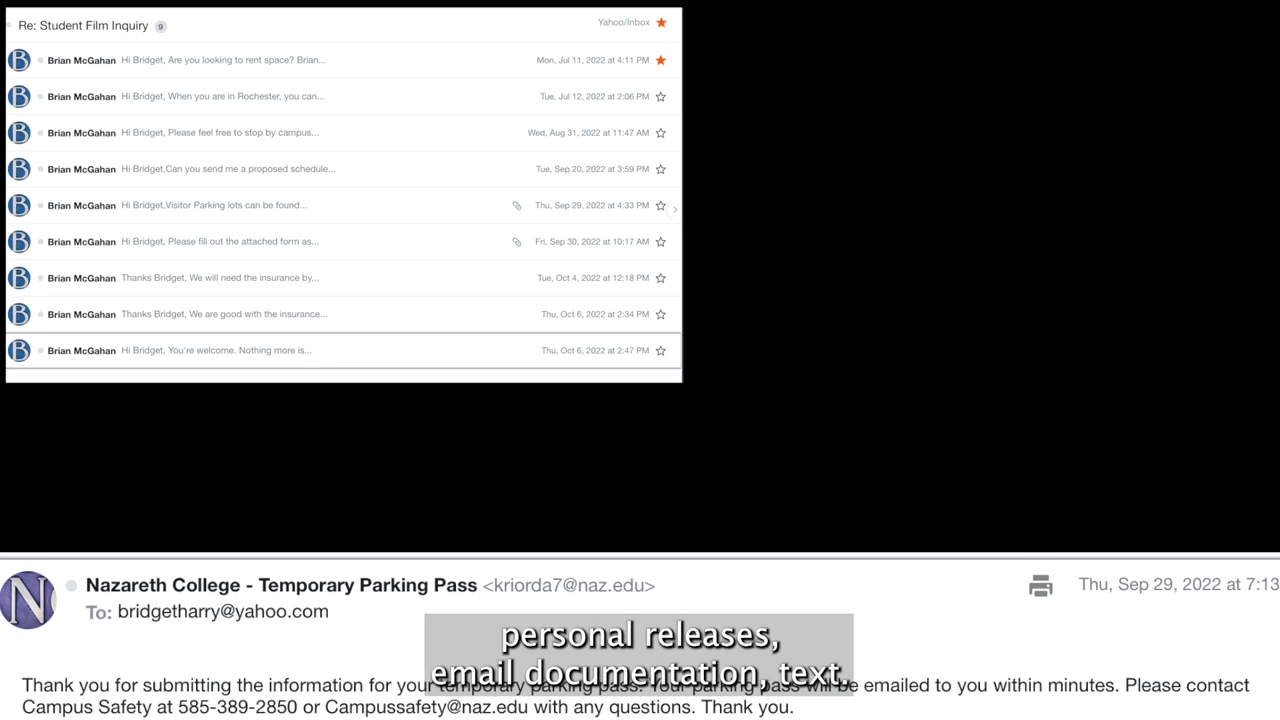 Re: Student Film Inquiry 9 Yahoo/Inbox
B Brian McGahan Hi Bridget, Are you looking to rent space? Brian... Mon, Jul 11, 2022 at 4:11 PM
B Brian McGahan Hi Bridget, When you are in Rochester, you can... Tue, Jul 12, 2022 at 2:06 PM
B Brian McGahan Hi Bridget, Please feel free to stop by campus... Wed, Aug 31, 2022 at 11:47 AM
B Brian McGahan Hi Bridget,Can you send me a proposed schedule... Tue, Sep 20, 2022 at 3:59 PM
B Brian McGahan Hi Bridget,Visitor Parking lots can be found... Thu, Sep 29, 2022 at 4:33 PM
B Brian McGahan Hi Bridget, Please fill out the attached form as... Fri, Sep 30, 2022 at 10:17 AM
B Brian McGahan Thanks Bridget, We will need the insurance by... Tue, Oct 4, 2022 at 12:18 PM
B Brian McGahan Thanks Bridget, We are good with the insurance... Thu, Oct 6, 2022 at 2:34 PM
B Brian McGahan Hi Bridget, You're welcome. Nothing more is... Thu, Oct 6, 2022 at 2:47 PM
N Nazareth College - Temporary Parking Pass <kriorda7@naz.edu> Thu, Sep 29, 2022 at 7:13
To: bridgetharry@yahoo.com
personal releases,
email documentation, text.
Thank you for submitting the information for your temporary parking pass. Your parking pass will be emailed to you within minutes. Please contact
Campus Safety at 585-389-2850 or Campussafety@naz.edu with any questions. Thank you.